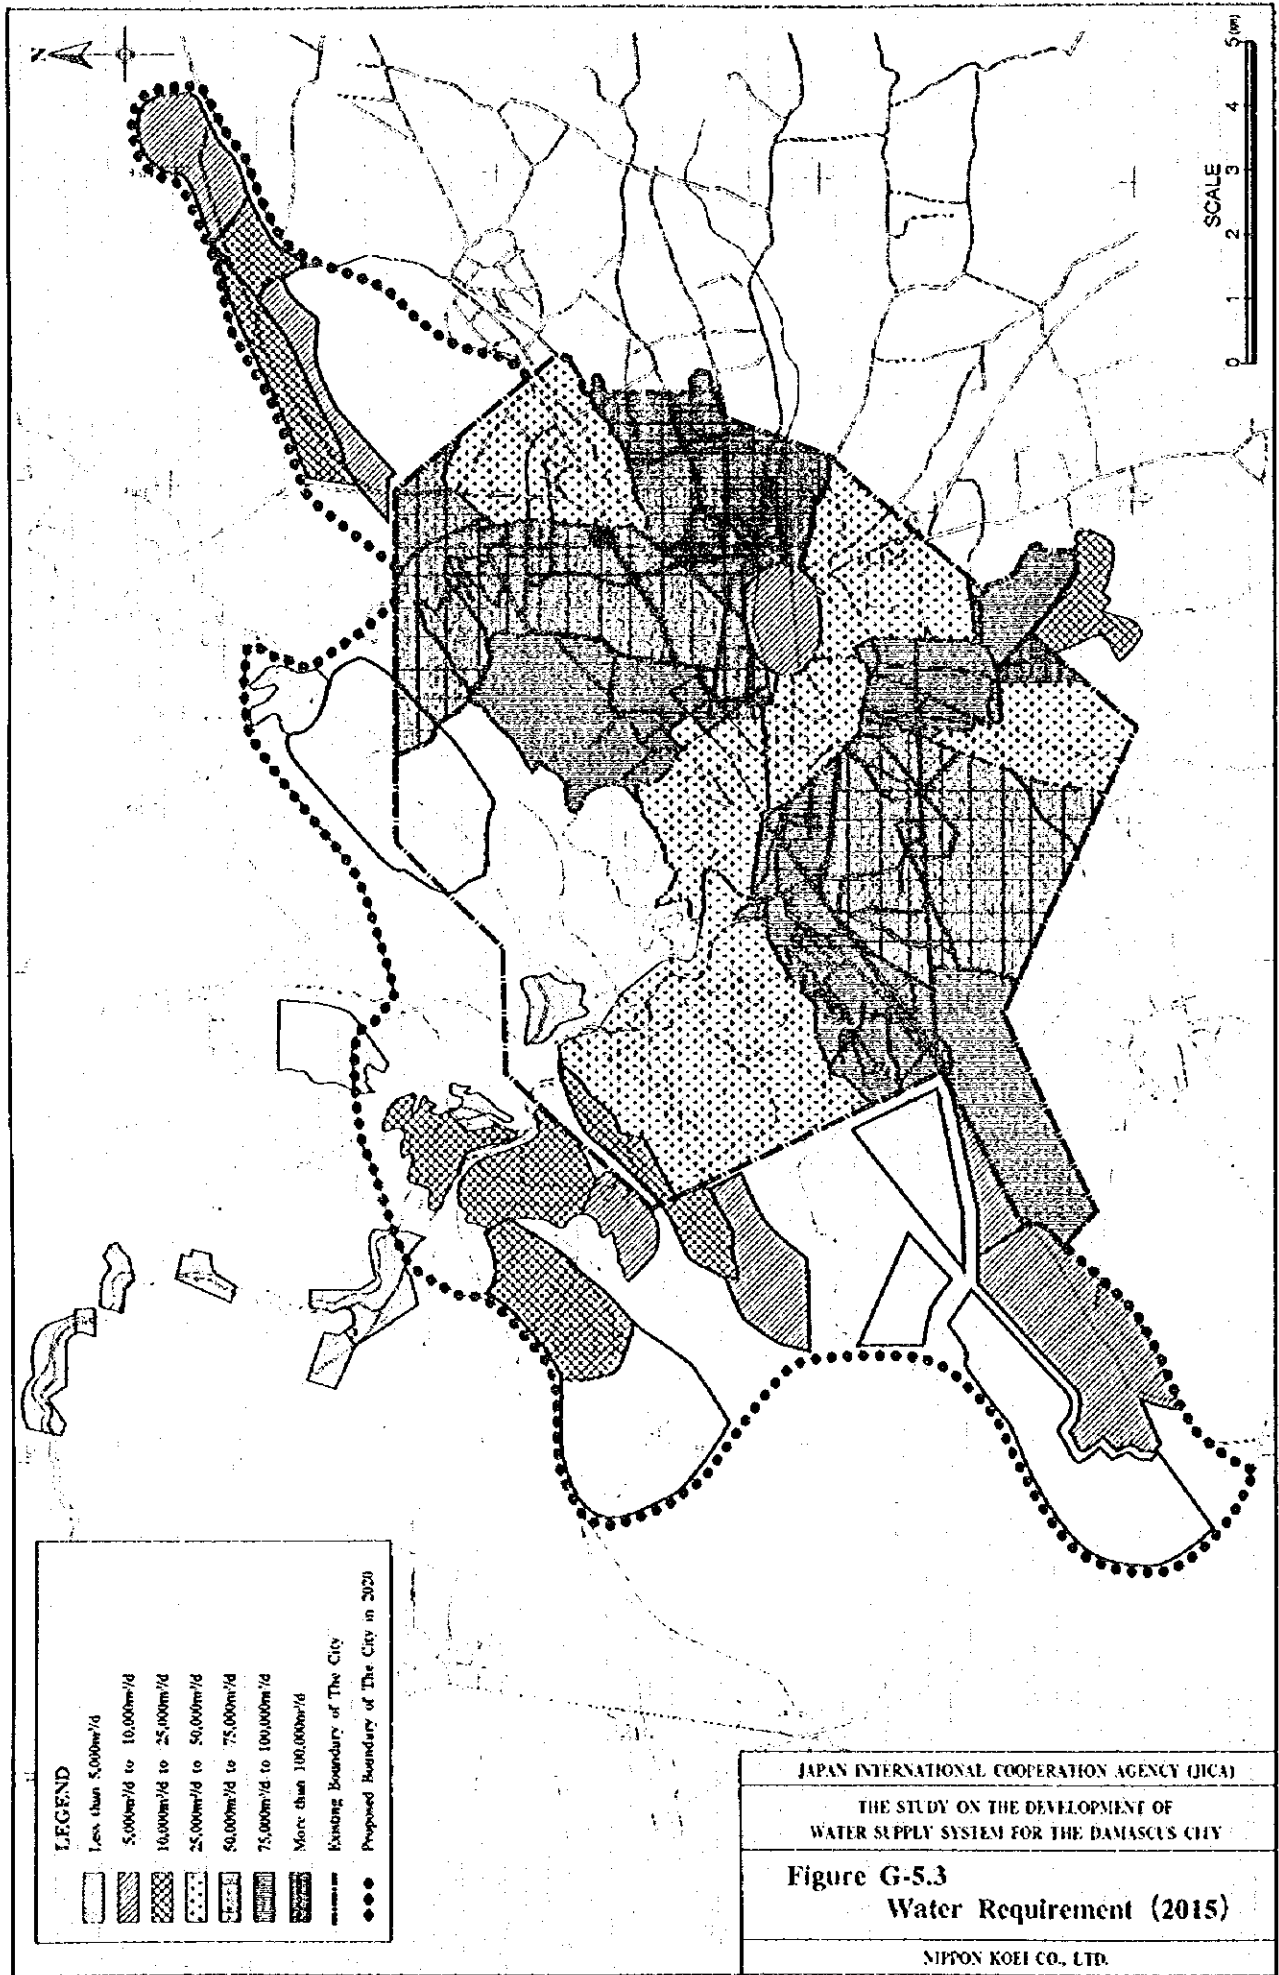 N
SCALE
0 1 2 3 4 5 (km)
LEGEND
Less than 5,000m³/d
5,000m³/d to 10,000m³/d
10,000m³/d to 25,000m³/d
25,000m³/d to 50,000m³/d
50,000m³/d to 75,000m³/d
75,000m³/d to 100,000m³/d
More than 100,000m³/d
Existing Boundary of The City
Proposed Boundary of The City in 2020
JAPAN INTERNATIONAL COOPERATION AGENCY (JICA)
THE STUDY ON THE DEVELOPMENT OF
WATER SUPPLY SYSTEM FOR THE DAMASCUS CITY
Figure G-5.3
Water Requirement (2015)
NIPPON KOEI CO., LTD.